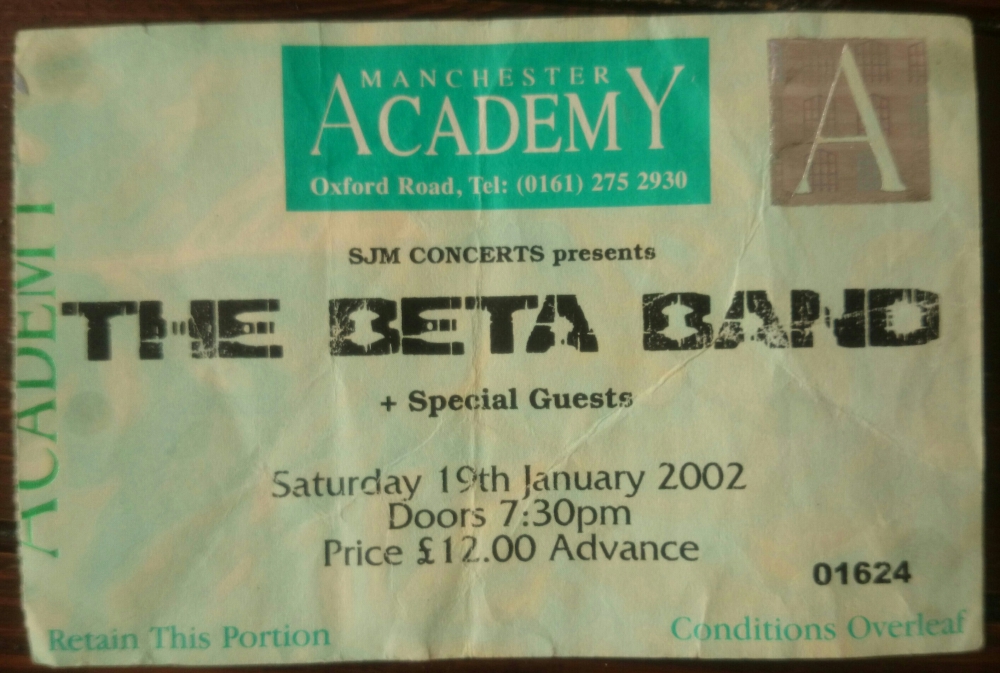 MANCHESTER
ACADEMY
Oxford Road, Tel: (0161) 275 2930
A
SJM CONCERTS presents
THE BETA BAND
+ Special Guests
Saturday 19th January 2002
Doors 7:30pm
Price £12.00 Advance
01624
Retain This Portion
Conditions Overleaf
ACADEMY